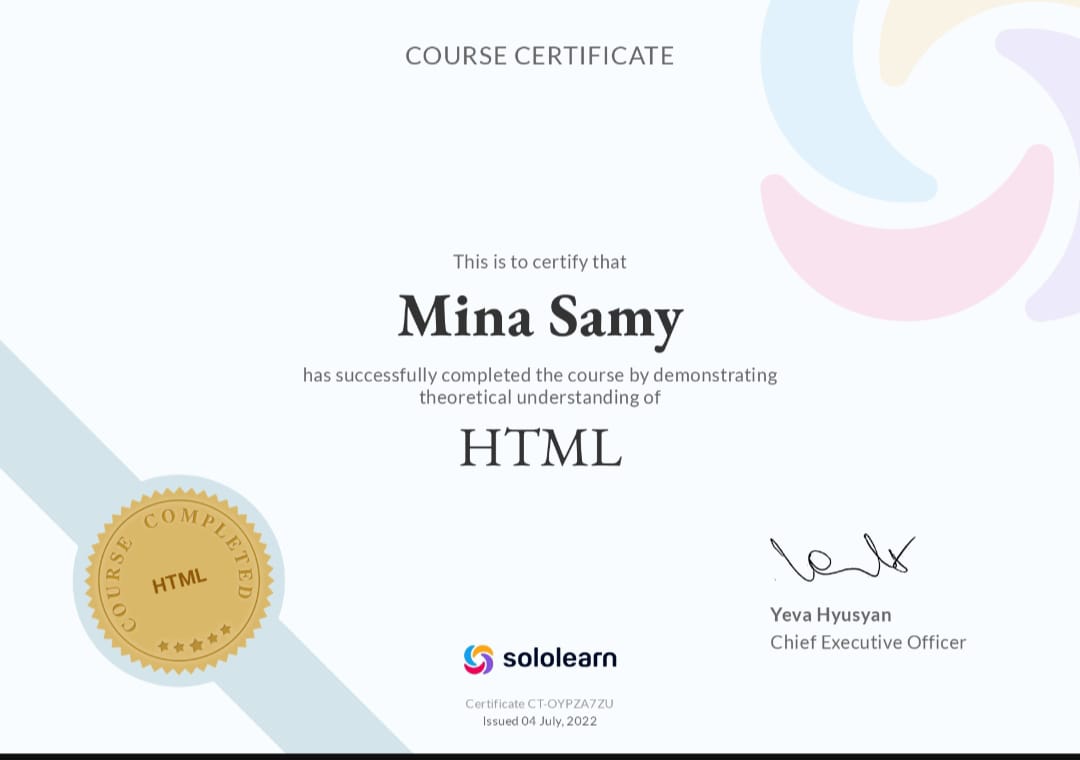 COURSE CERTIFICATE
This is to certify that
Mina Samy
has successfully completed the course by demonstrating
theoretical understanding of
HTML
COURSE COMPLETED
HTML
Yeva Hyusyan
Chief Executive Officer
sololearn
Certificate CT-OYPZA7ZU
Issued 04 July, 2022